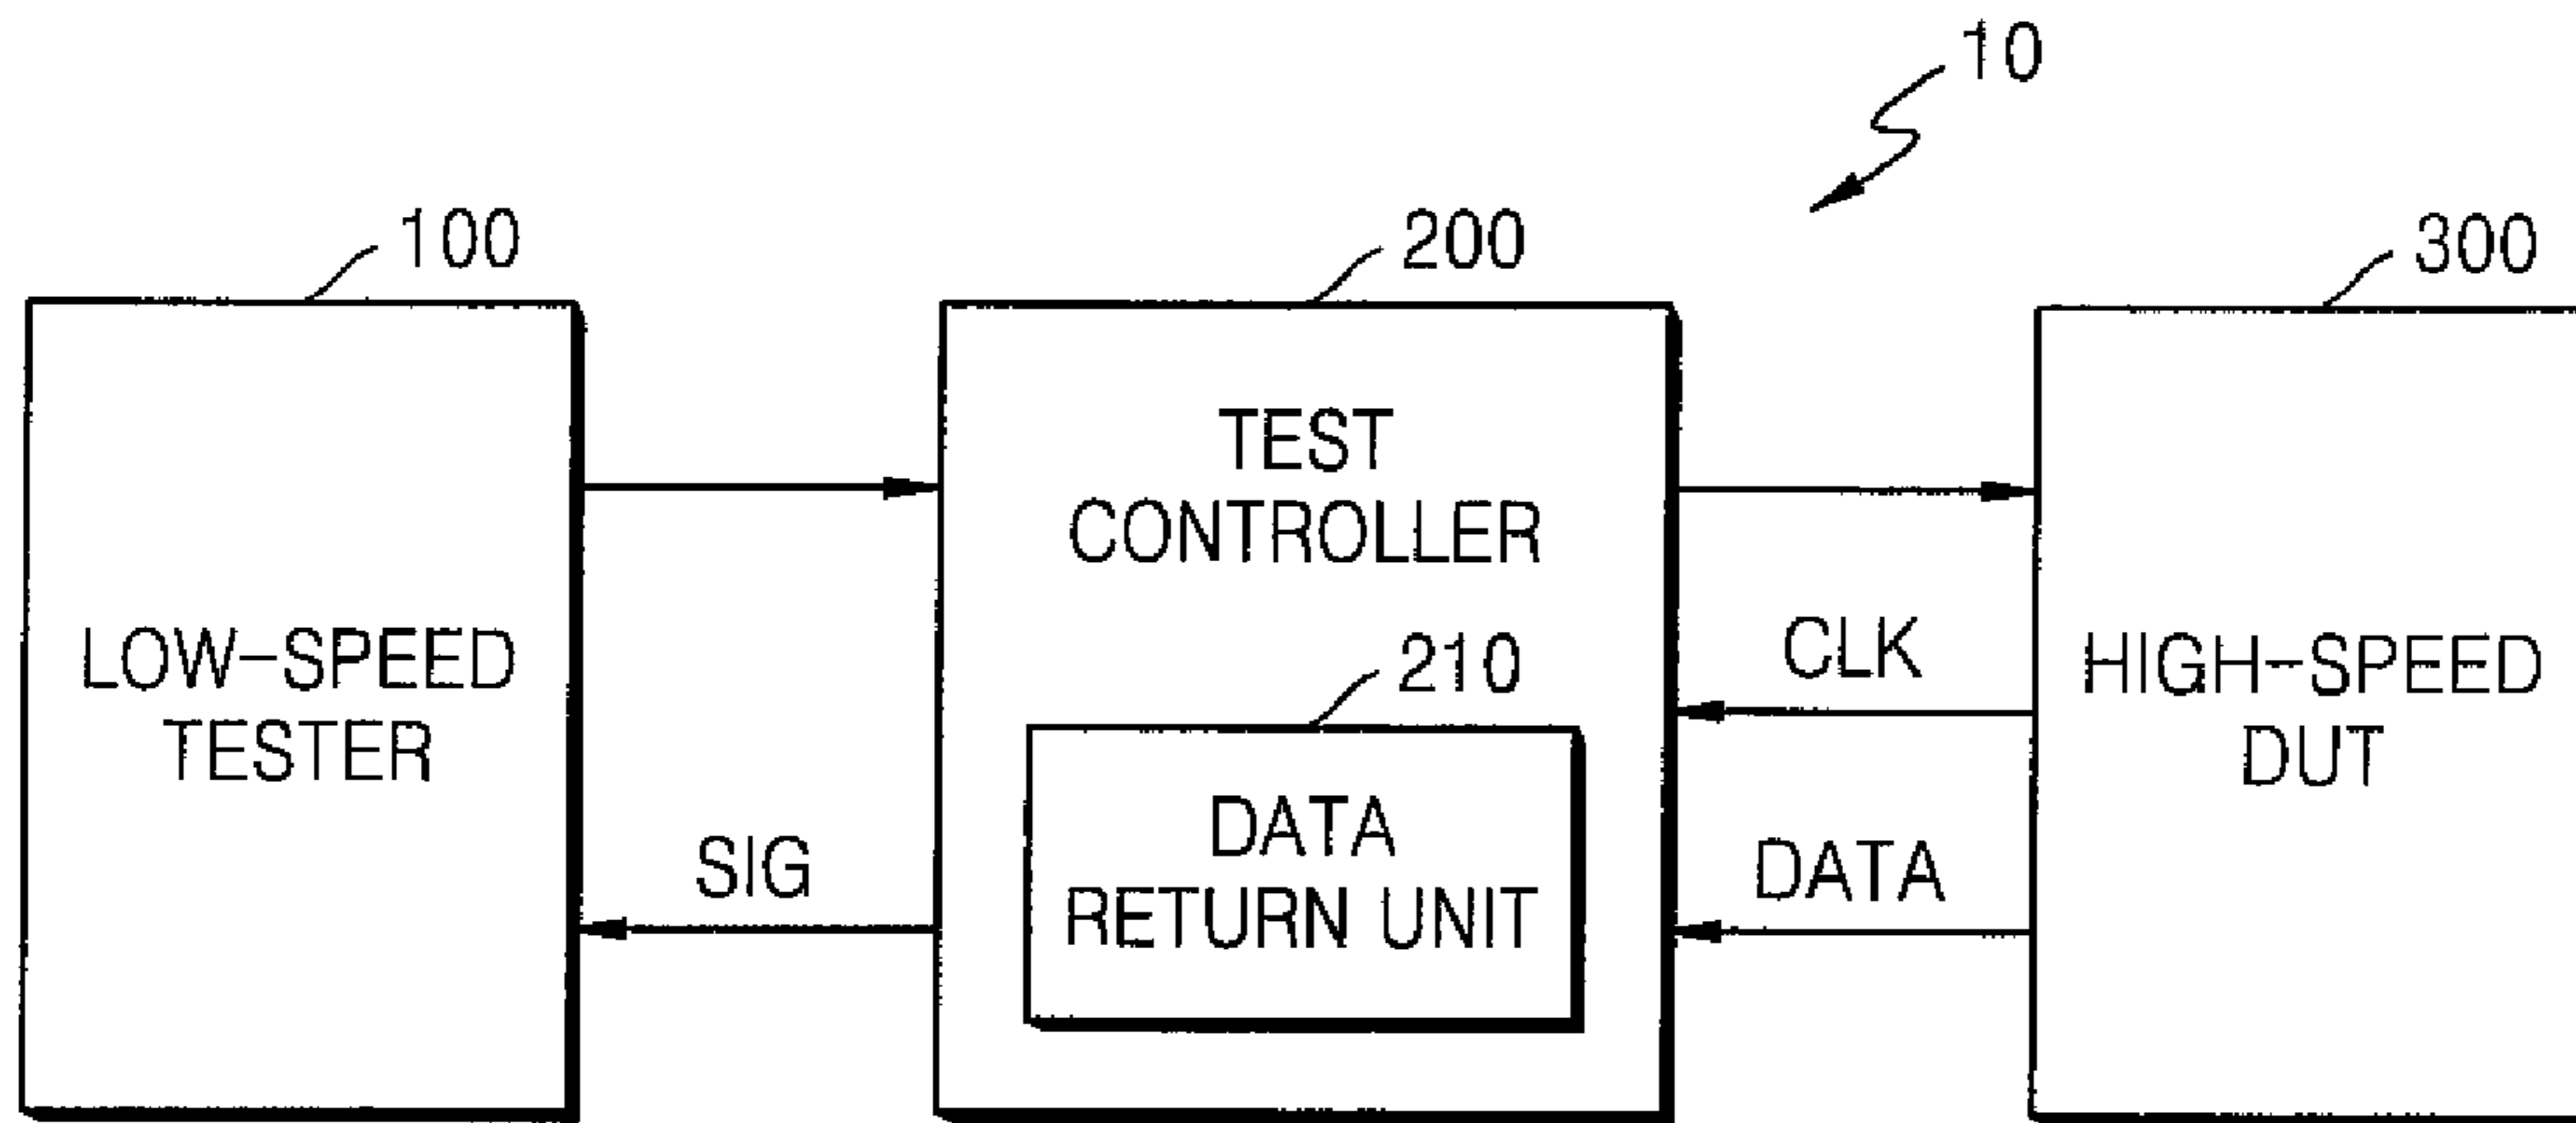 10
100
200
300
LOW-SPEED
TESTER
TEST
CONTROLLER
210
DATA
RETURN UNIT
SIG
CLK
DATA
HIGH-SPEED
DUT